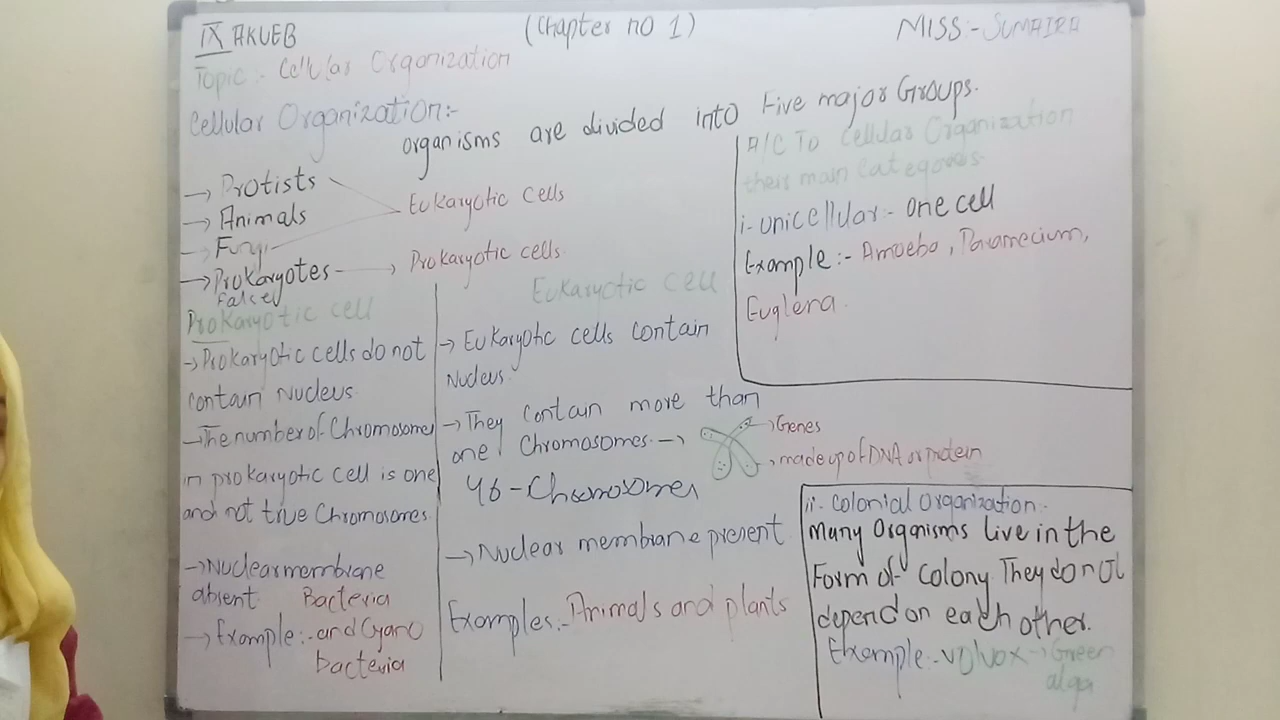 IX AKUEB
(Chapter no 1)
MISS:- SUMAIRA
Topic:- Cellular Organization
Cellular Organization:-
organisms are divided into Five major Groups.
→ Protists
→ Animals
→ Fungi
→ Prokaryotes
False
Eukaryotic cells
Prokaryotic cells.
Prokaryotic cell
→ Prokaryotic cells do not
contain Nucleus.
→ The number of Chromosomes
in prokaryotic cell is one
and not true Chromosomes.
→ Nuclear membrane
absent
→ Example:- Bacteria
and Cyano
bacteria
Eukaryotic cell
→ Eukaryotic cells contain
Nucleus.
→ They contain more than
one Chromosomes. →
→ Genes
→ made up of DNA or protein
46 - Chromosomes
→ Nuclear membrane present
Examples:- Animals and plants
A/C To Cellular Organization
their main Categories.
i- Unicellular:- one cell
Example:- Amoeba, Paramecium,
Euglena.
ii- Colonial Organization:-
Many Organisms live in the
Form of Colony. They do not
depend on each other.
Example:- volvox → Green
alga